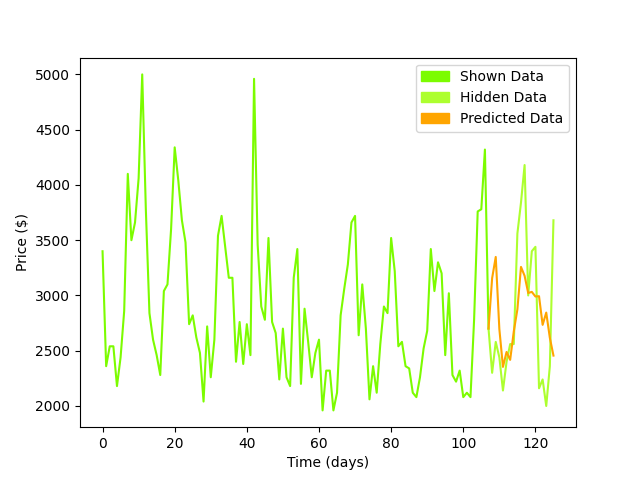 5000
4500
4000
3500
3000
2500
2000
Price ($)
0 20 40 60 80 100 120
Time (days)
Shown Data
Hidden Data
Predicted Data